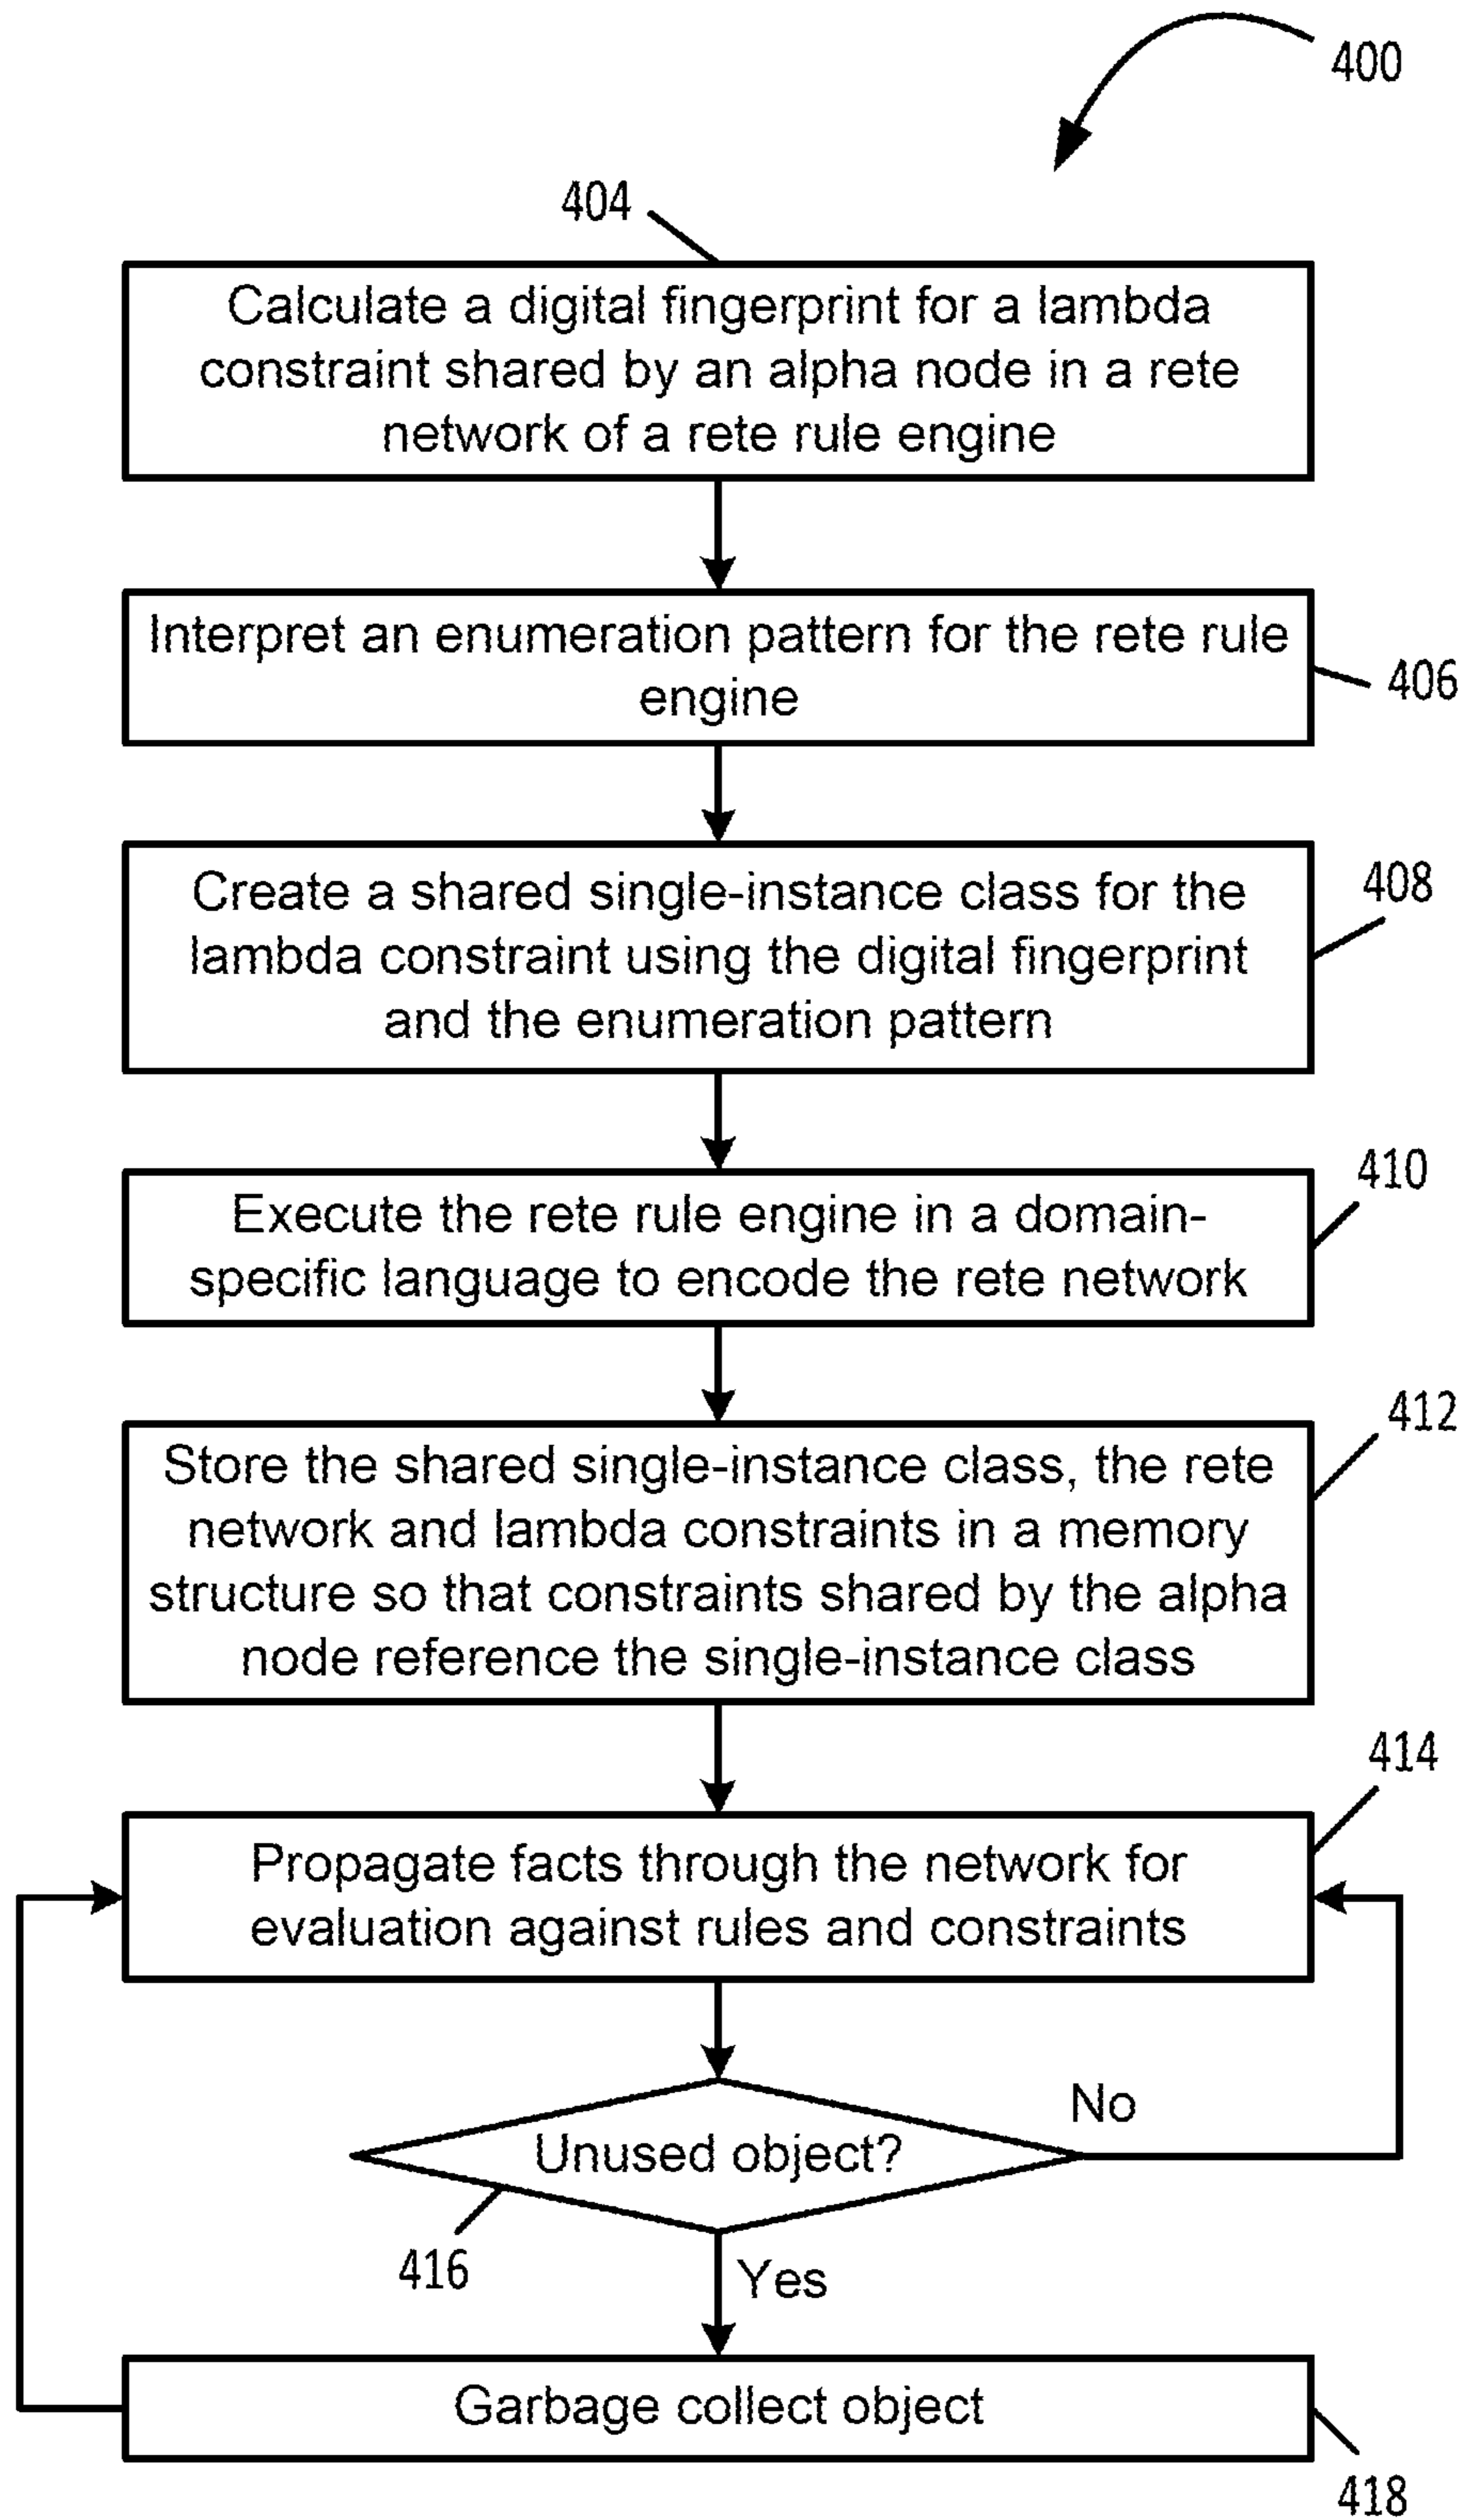 400
404
Calculate a digital fingerprint for a lambda
constraint shared by an alpha node in a rete
network of a rete rule engine
Interpret an enumeration pattern for the rete rule
engine
406
Create a shared single-instance class for the
lambda constraint using the digital fingerprint
and the enumeration pattern
408
Execute the rete rule engine in a domain-
specific language to encode the rete network
410
Store the shared single-instance class, the rete
network and lambda constraints in a memory
structure so that constraints shared by the alpha
node reference the single-instance class
412
Propagate facts through the network for
evaluation against rules and constraints
414
Unused object?
No
416
Yes
Garbage collect object
418